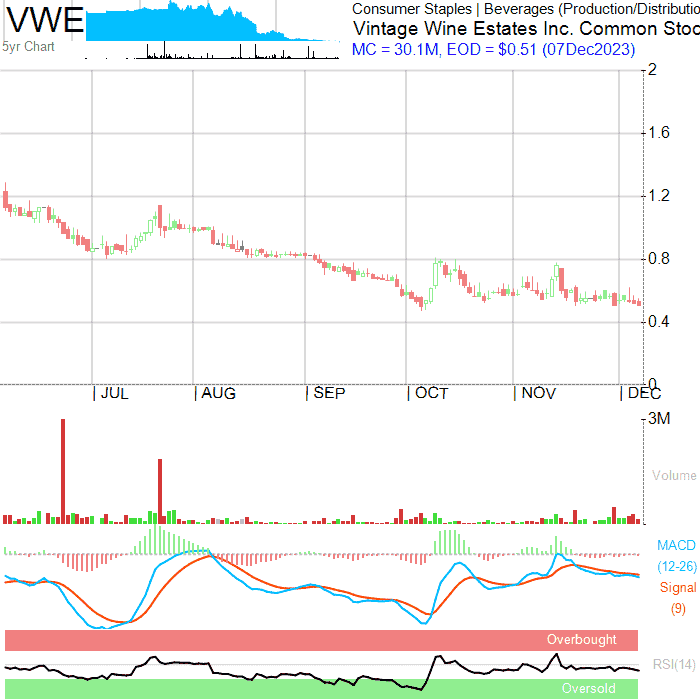 VWE
5yr Chart
Consumer Staples | Beverages (Production/Distributio
Vintage Wine Estates Inc. Common Stoc
MC = 30.1M, EOD = $0.51 (07Dec2023)
2
1.6
1.2
0.8
0.4
0
JUL AUG SEP OCT NOV DEC
3M
Volume
MACD
(12-26)
Signal
(9)
Overbought
RSI(14)
Oversold